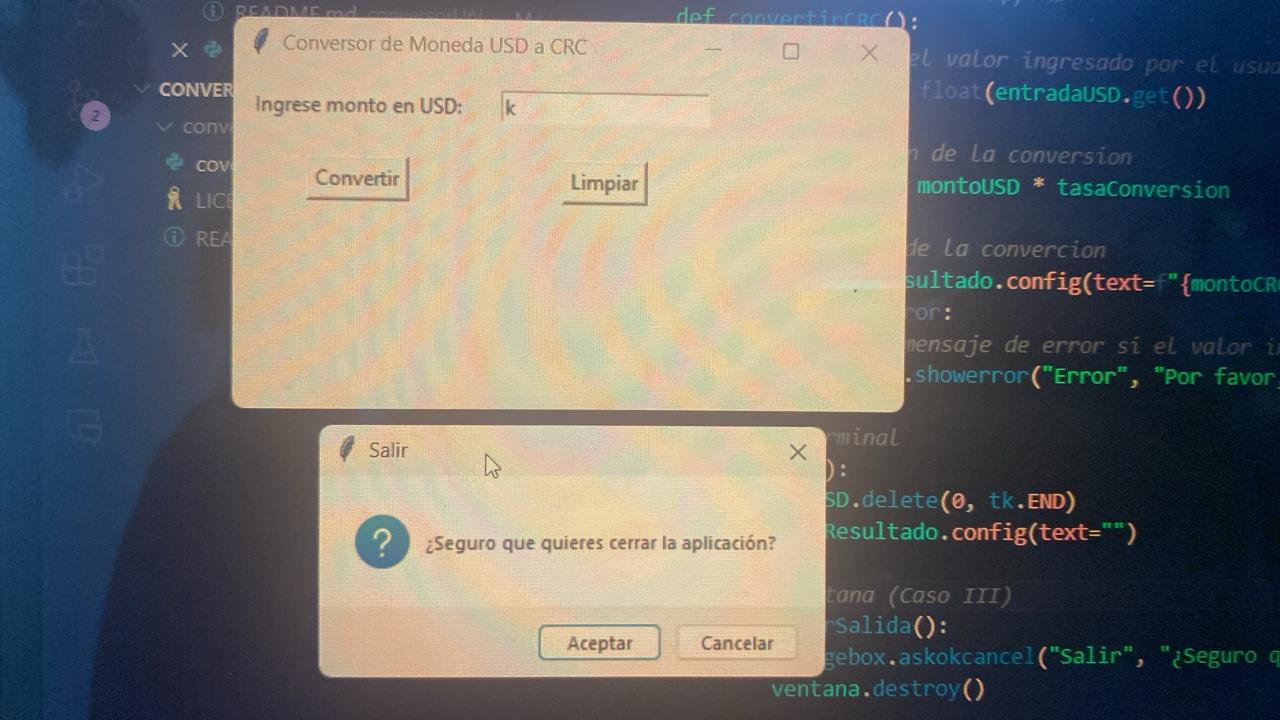 README.md
def convertirCRC():
Conversor de Moneda USD a CRC
el valor ingresado por el usua
CONVER
Ingrese monto en USD: k
float(entradaUSD.get())
2
conve
de la conversion
cov
Convertir
Limpiar
montoUSD * tasaConversion
LICE
REA
de la convercion
sultado.config(text=f"{montoCR
ror:
mensaje de error si el valor i
.showerror("Error", "Por favor,
rminal
Salir
):
SD.delete(0, tk.END)
Resultado.config(text="")
¿Seguro que quieres cerrar la aplicación?
tana (Caso III)
rSalida():
Aceptar
Cancelar
gebox.askokcancel("Salir", "¿Seguro q
ventana.destroy()